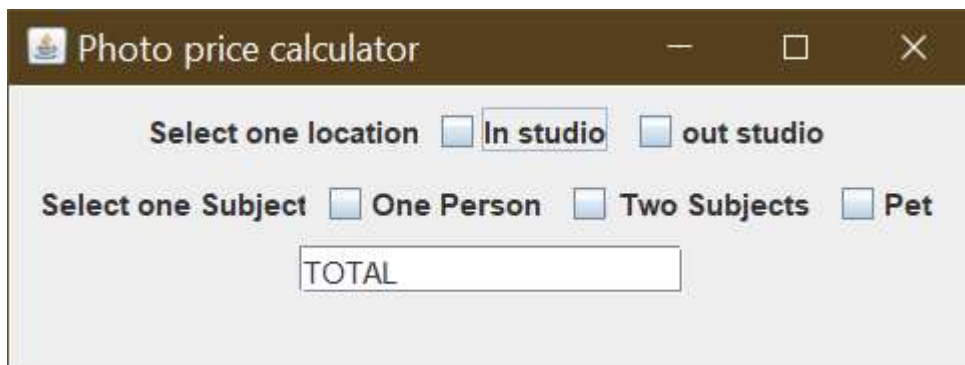 Photo price calculator
Select one location In studio out studio
Select one Subject One Person Two Subjects Pet
TOTAL